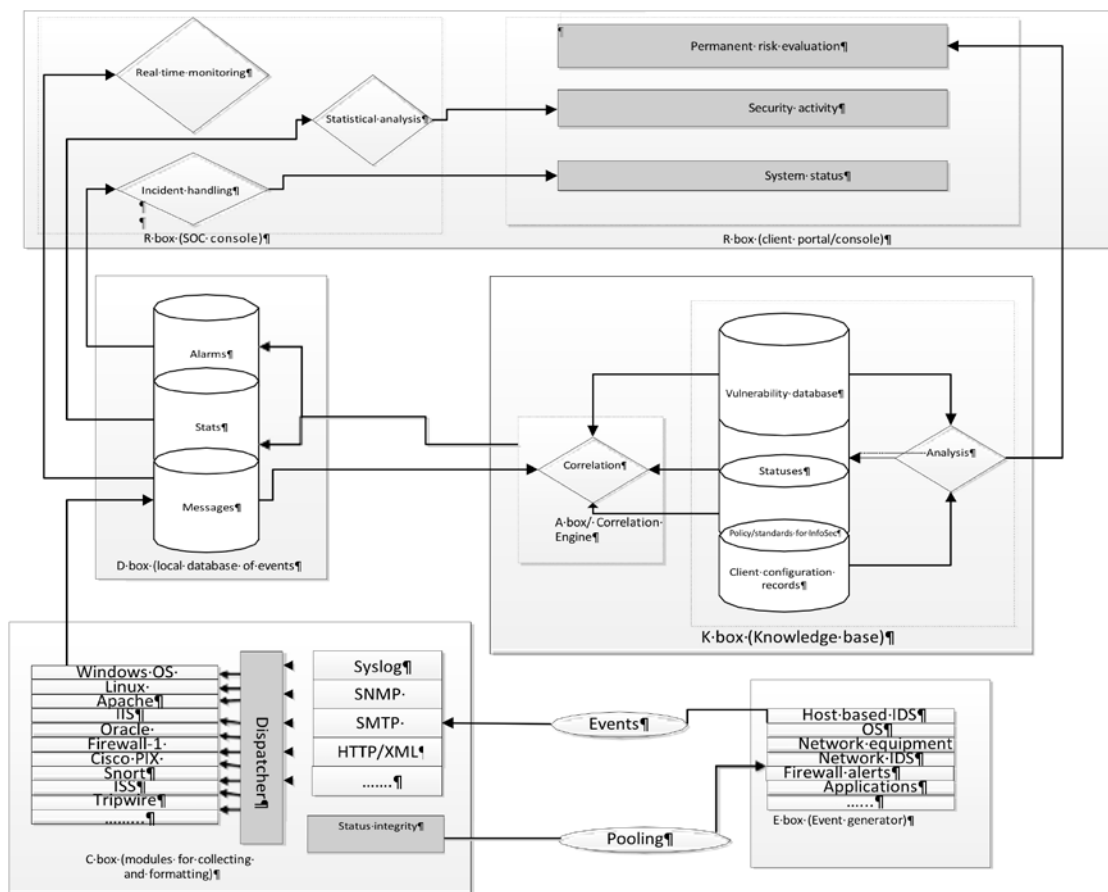 ¶
Permanent· risk· evaluation¶
Real·time·monitoring¶
Security· activity¶
Statistical·analysis¶
System· status¶
Incident·handling¶
¶
¶
R·box·(SOC· console)¶
R·box·(client· portal/console)¶
Alarms¶
Stats¶
Messages¶
D·box·(local·database· of·events¶
Vulnerability· database¶
Correlation¶
Statuses¶
Analysis¶
A·box/· Correlation·
Engine¶
Policy/standards·for·InfoSec¶
Client· configuration·
records¶
K·box·(Knowledge·base)¶
Windows·OS·
Linux·
Apache¶
IIS¶
Oracle·
Firewall-1·
Cisco·PIX·
Snort¶
ISS¶
Tripwire¶
.........¶
Dispatcher¶
Syslog¶
SNMP·
SMTP·
HTTP/XML¶
.......¶
Status·integrity¶
Events¶
Pooling¶
Host·based·IDS¶
OS¶
Network·equipment
Network·IDS¶
Firewall·alerts¶
Applications¶
......¶
E·box·(Event·generator)¶
C·box·(modules· for·collecting·
and·formatting)¶